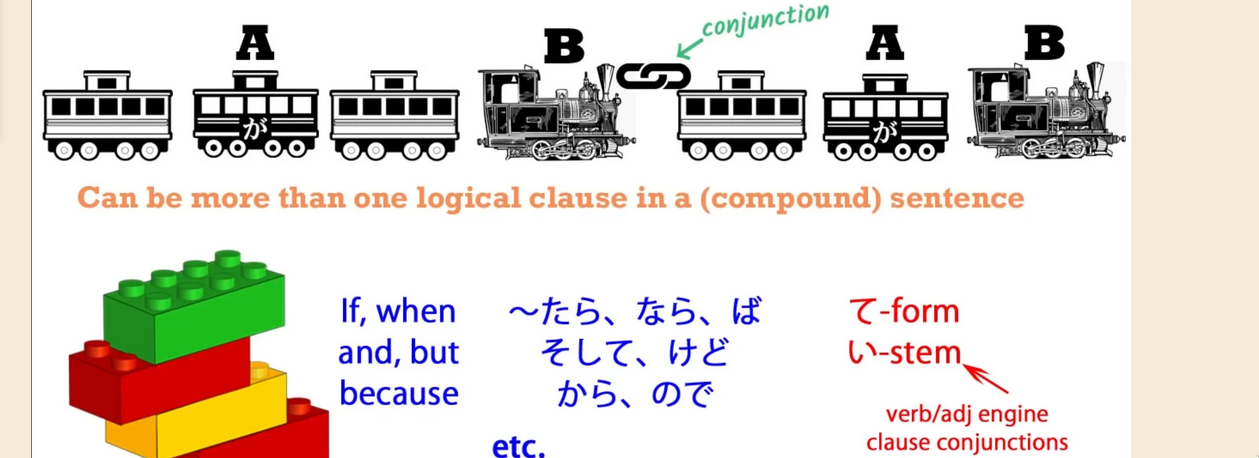 conjunction
A B A B
が が
Can be more than one logical clause in a (compound) sentence
If, when ～たら、なら、ば て-form
and, but そして、けど い-stem
because から、ので
verb/adj engine
clause conjunctions
etc.